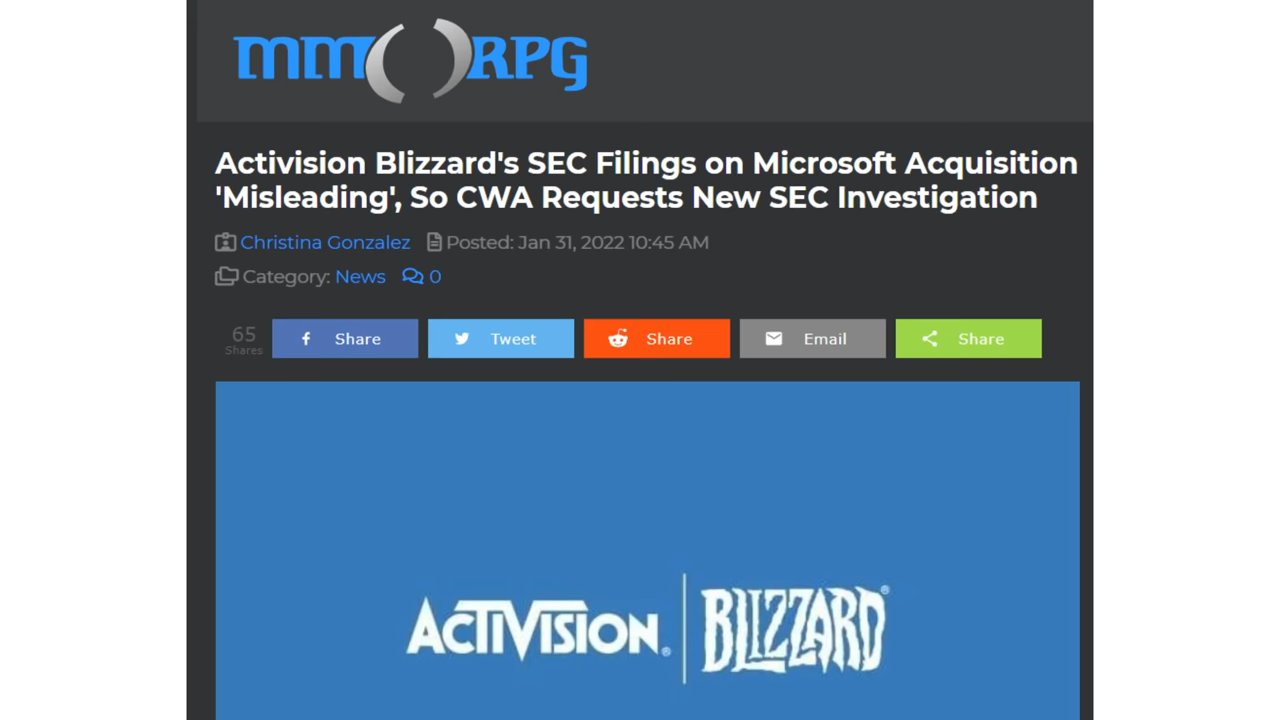 MMORPG
Activision Blizzard's SEC Filings on Microsoft Acquisition
'Misleading', So CWA Requests New SEC Investigation
Christina Gonzalez Posted: Jan 31, 2022 10:45 AM
Category: News 0
65 Shares Share Tweet Share Email Share
ACTIVISION® | BLIZZARD®